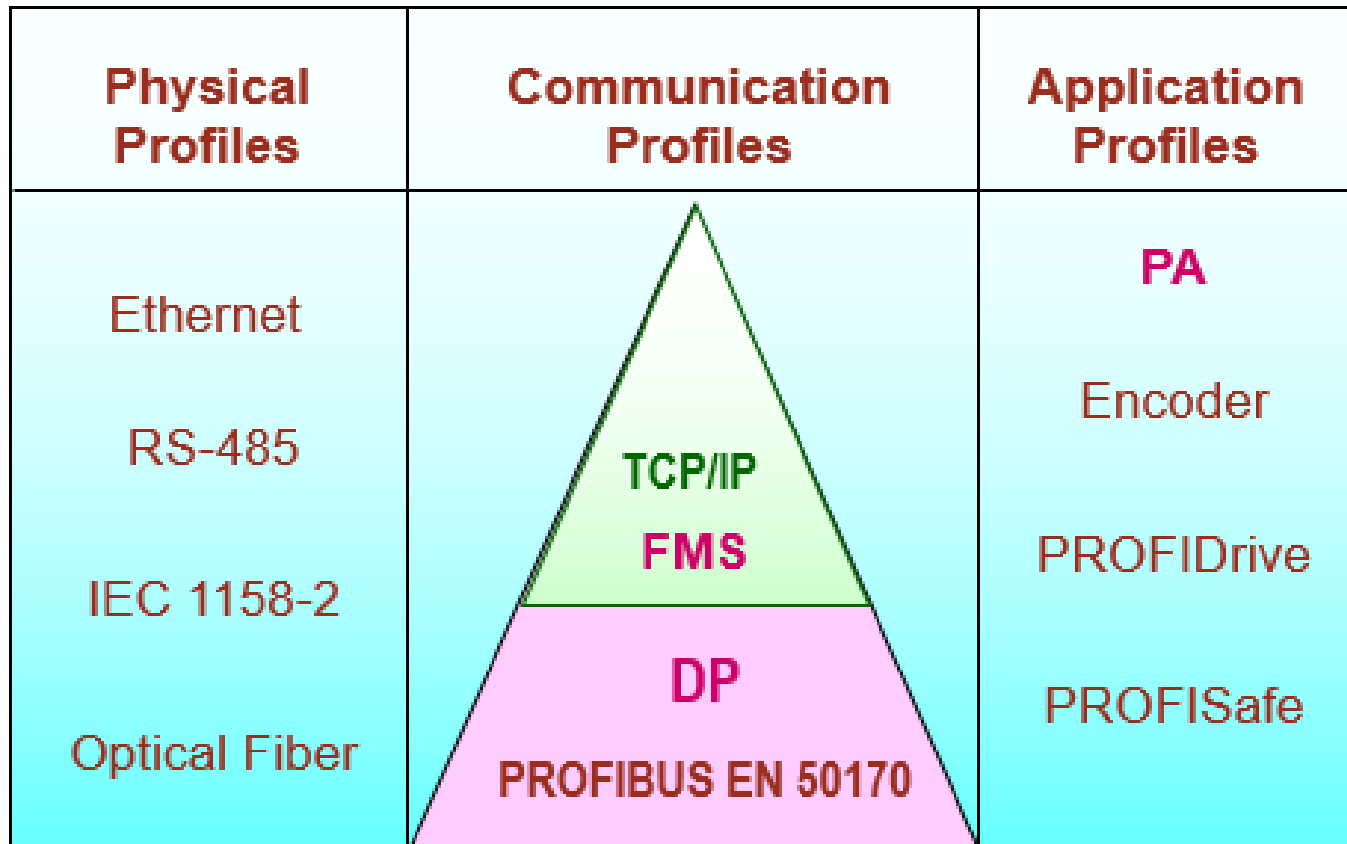 Physical
Profiles
Communication
Profiles
Application
Profiles
Ethernet
RS-485
IEC 1158-2
Optical Fiber
TCP/IP
FMS
DP
PROFIBUS EN 50170
PA
Encoder
PROFIDrive
PROFISafe